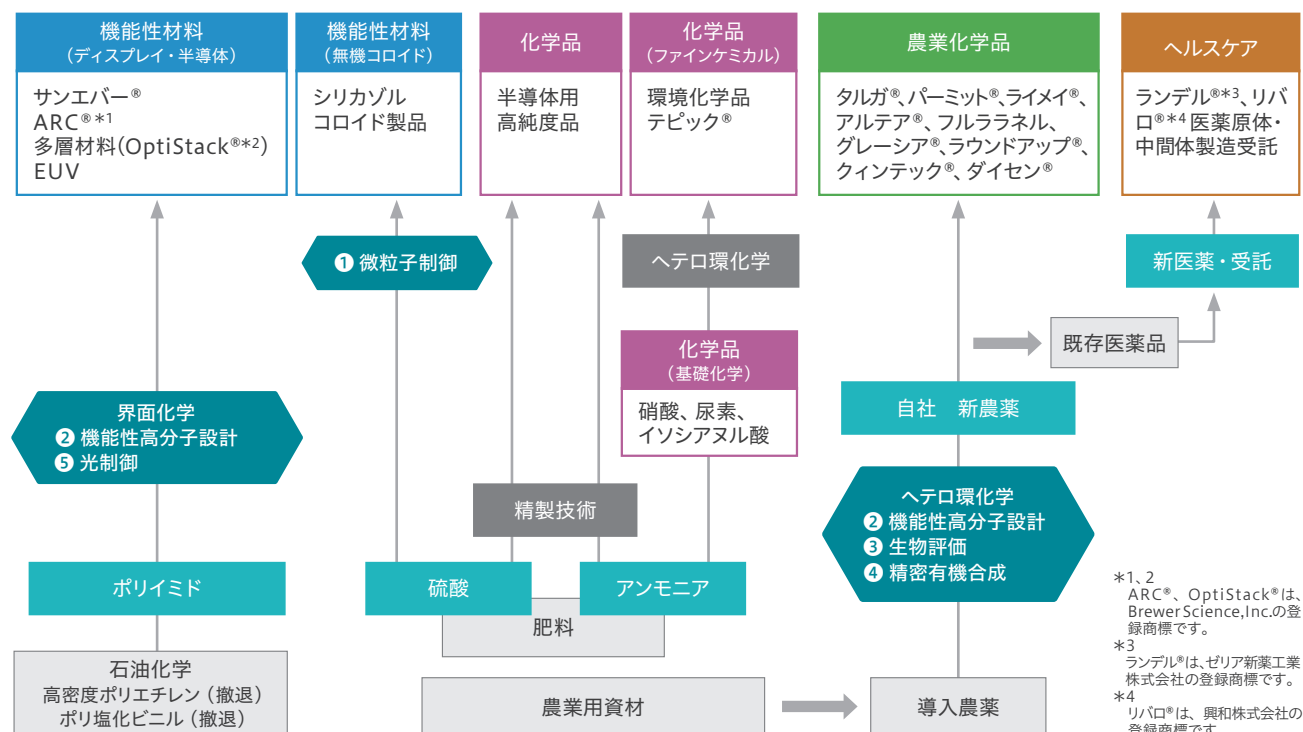 機能性材料
（ディスプレイ・半導体）
サンエバー®
ARC®*1
多層材料(OptiStack®*2)
EUV
機能性材料
（無機コロイド）
シリカゾル
コロイド製品
化学品
半導体用
高純度品
化学品
（ファインケミカル）
環境化学品
テピック®
農業化学品
タルガ®、パーミット®、ライメイ®、
アルテア®、フルララネル、
グレーシア®、ラウンドアップ®、
クィンテック®、ダイセン®
ヘルスケア
ランデル®*3、リバ
ロ®*4 医薬原体・
中間体製造受託
❶ 微粒子制御
ヘテロ環化学
新医薬・受託
既存医薬品
化学品
（基礎化学）
硝酸、尿素、
イソシアヌル酸
自社　新農薬
界面化学
❷ 機能性高分子設計
❺ 光制御
精製技術
ヘテロ環化学
❷ 機能性高分子設計
❸ 生物評価
❹ 精密有機合成
ポリイミド
硫酸
アンモニア
肥料
石油化学
高密度ポリエチレン（撤退）
ポリ塩化ビニル（撤退）
農業用資材
導入農薬
*1、2
ARC®、OptiStack®は、
Brewer Science,Inc.の登
録商標です。
*3
ランデル®は、ゼリア新薬工業
株式会社の登録商標です。
*4
リバロ®は、興和株式会社の
登録商標です